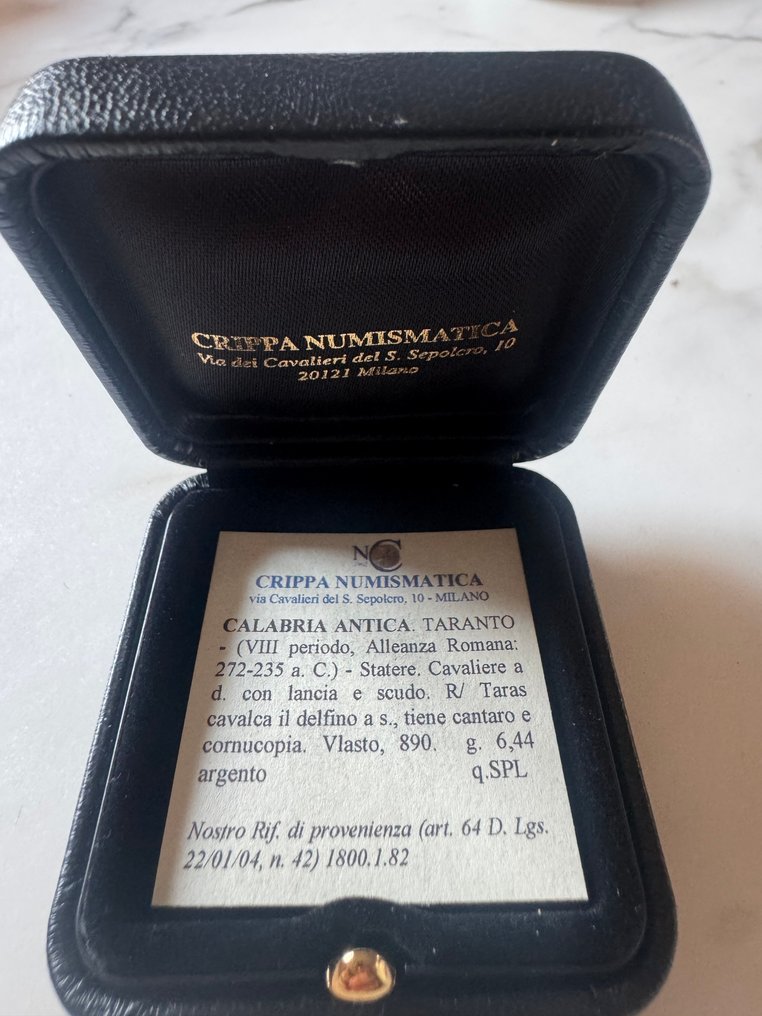 CRIPPA NUMISMATICA
Via dei Cavalieri del S. Sepolcro, 10
20121 Milano
NC
CRIPPA NUMISMATICA
via Cavalieri del S. Sepolcro, 10 - MILANO
CALABRIA ANTICA. TARANTO
- (VIII periodo, Alleanza Romana:
272-235 a. C.) - Statere. Cavaliere a
d. con lancia e scudo. R/ Taras
cavalca il delfino a s., tiene cantaro e
cornucopia. Vlasto, 890. g. 6,44
argento q.SPL
Nostro Rif. di provenienza (art. 64 D. Lgs.
22/01/04, n. 42) 1800.1.82